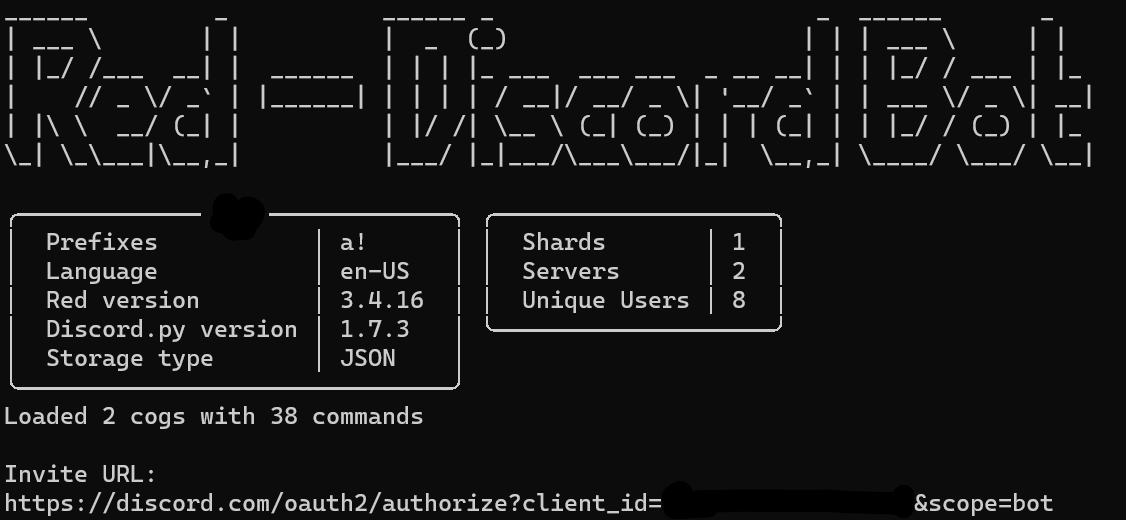 Red - DiscordBot
Prefixes a!
Language en-US
Red version 3.4.16
Discord.py version 1.7.3
Storage type JSON
Shards 1
Servers 2
Unique Users 8
Loaded 2 cogs with 38 commands
Invite URL:
https://discord.com/oauth2/authorize?client_id= &scope=bot